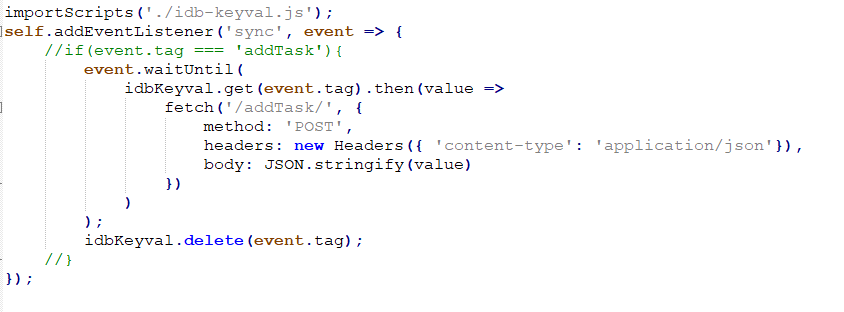 importScripts('./idb-keyval.js');
self.addEventListener('sync', event => {
    //if(event.tag === 'addTask'){
        event.waitUntil(
            idbKeyval.get(event.tag).then(value =>
                fetch('/addTask/', {
                    method: 'POST',
                    headers: new Headers({ 'content-type': 'application/json'}),
                    body: JSON.stringify(value)
                })
            )
        );
        idbKeyval.delete(event.tag);
    //}
});